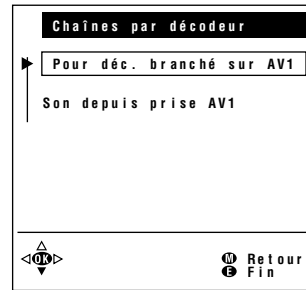 Chaînes par décodeur
Pour déc. branché sur AV1
Son depuis prise AV1
OK
M Retour
E Fin